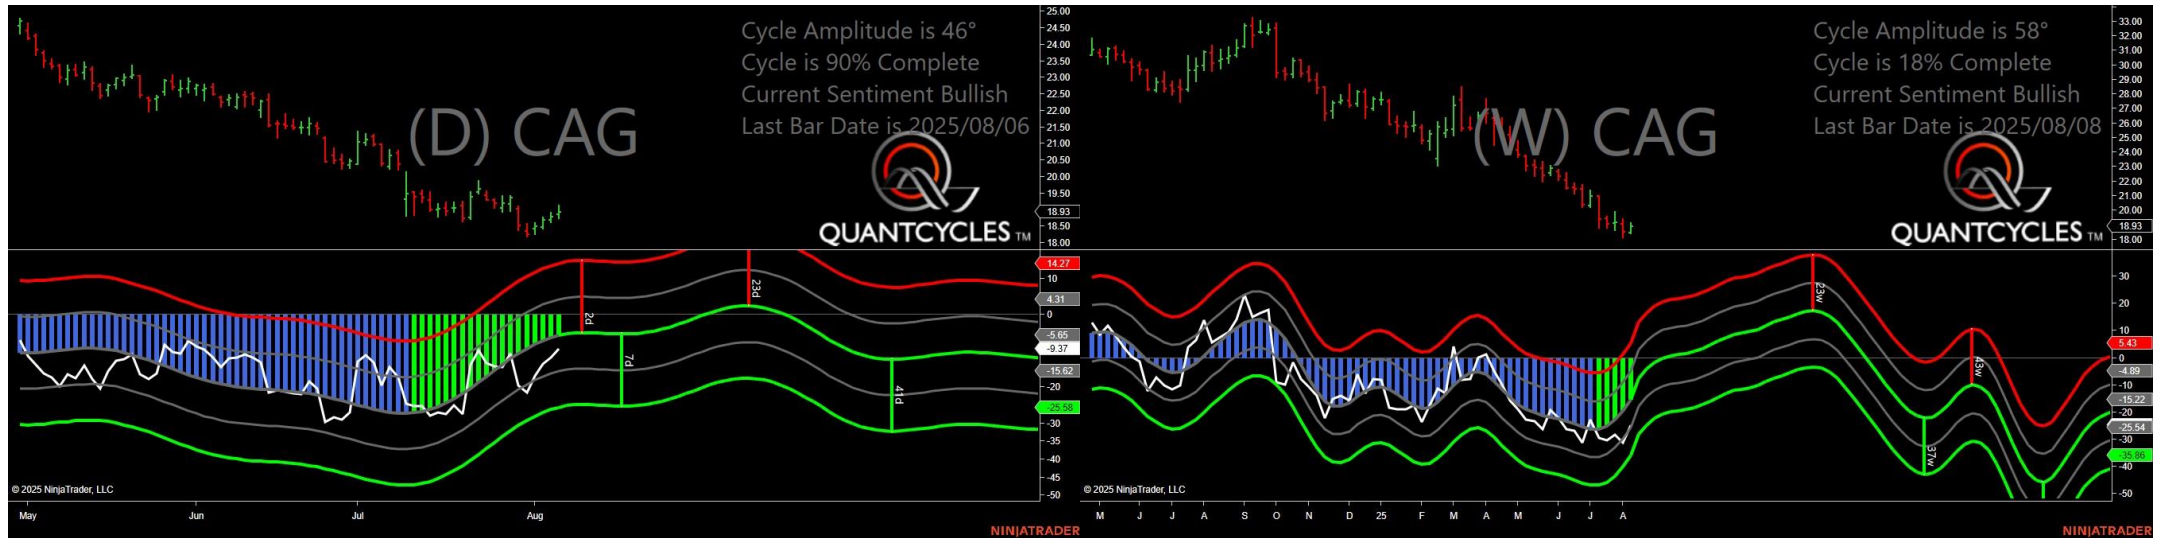 Cycle Amplitude is 46°
Cycle is 90% Complete
Current Sentiment Bullish
Last Bar Date is 2025/08/06
(D) CAG
QUANTCYCLES TM
25.00
24.50
24.00
23.50
23.00
22.50
22.00
21.50
21.00
20.50
20.00
19.50
18.93
18.50
18.00
14.27
10
4.31
0
-5.65
-9.37
-15.62
-20
-25.58
-30
-35
-40
-45
-50
2d
7d
23d
41d
© 2025 NinjaTrader, LLC
May Jun Jul Aug
NINJATRADER
Cycle Amplitude is 58°
Cycle is 18% Complete
Current Sentiment Bullish
Last Bar Date is 2025/08/08
(W) CAG
QUANTCYCLES TM
33.00
32.00
31.00
30.00
29.00
28.00
27.00
26.00
25.00
24.00
23.00
22.00
21.00
20.00
18.93
18.00
30
20
10
5.43
0
-4.89
-10
-15.22
-20
-25.54
-30
-35.86
-40
-50
23w
37w
43w
© 2025 NinjaTrader, LLC
M J J A S O N D 25 F M A M J J A
NINJATRADER